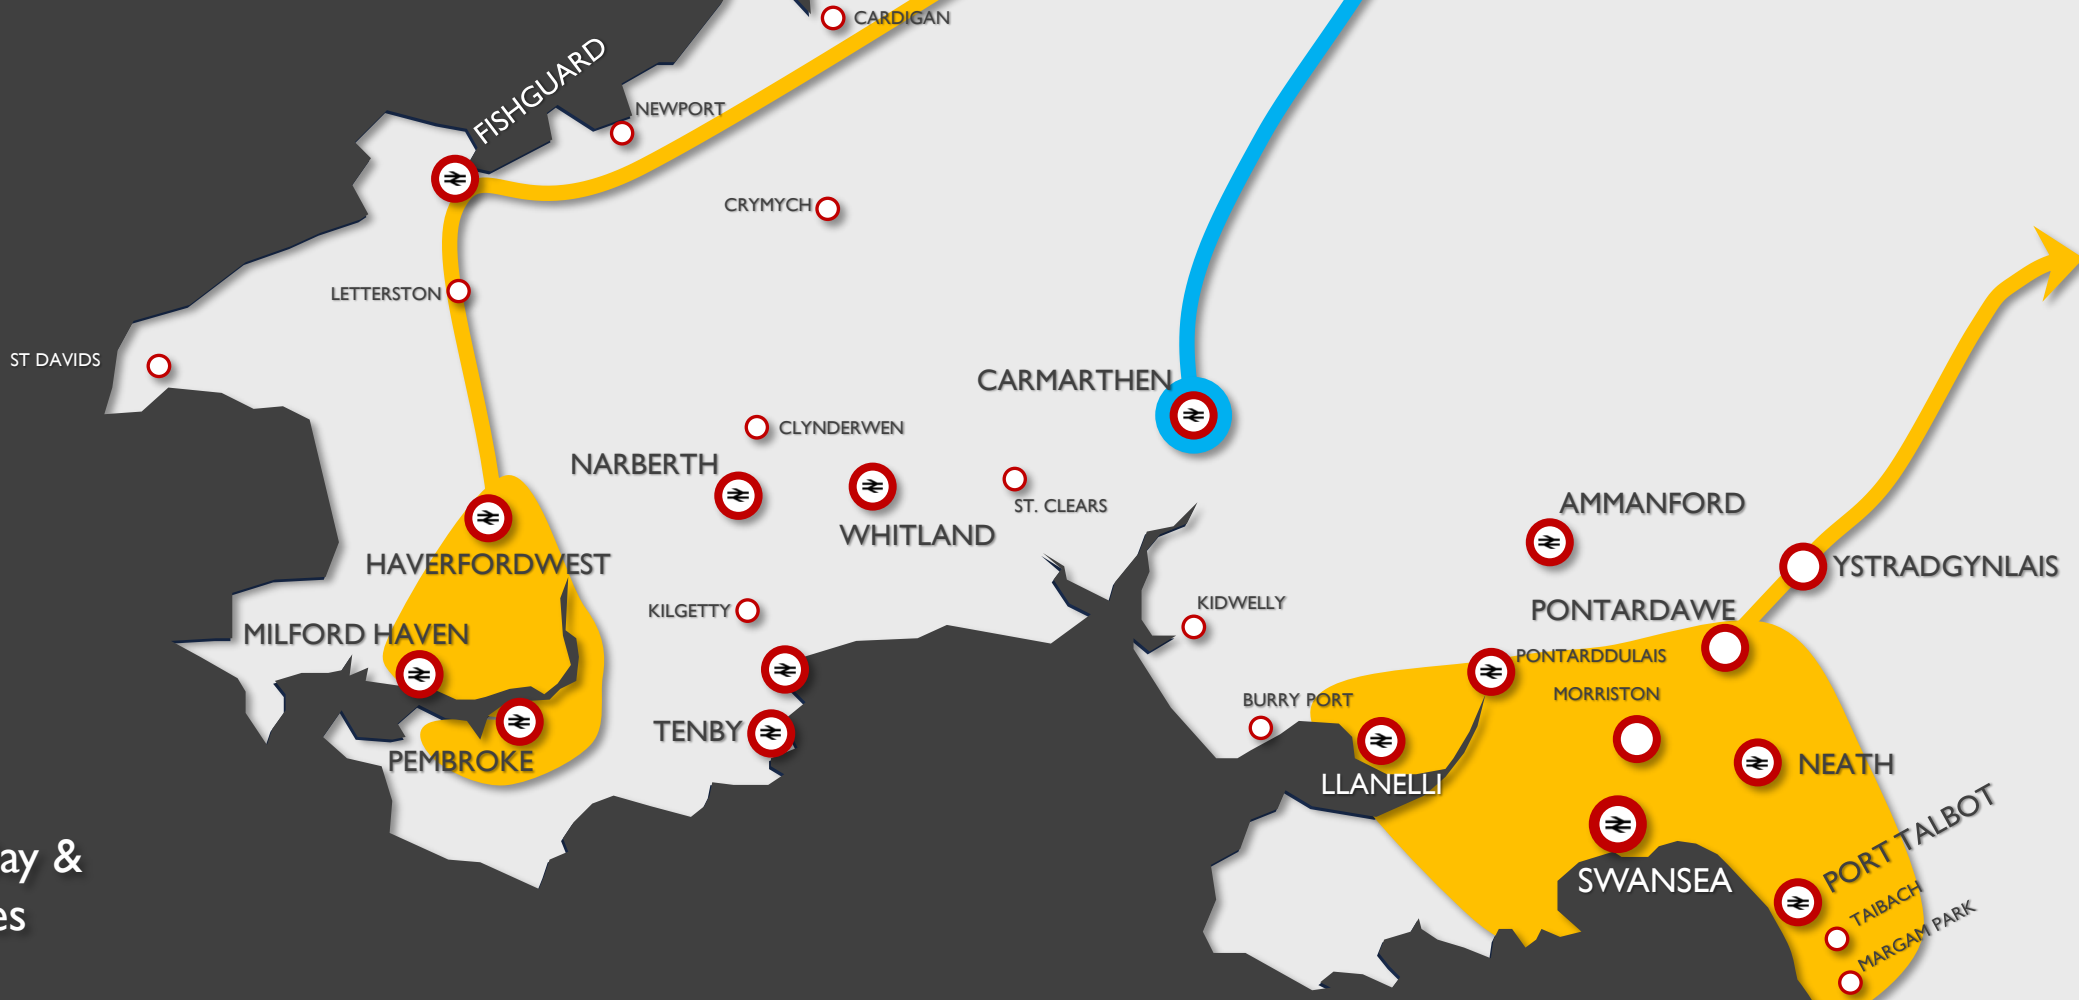 CARDIGAN
FISHGUARD
NEWPORT
CRYMYCH
LETTERSTON
ST DAVIDS
CARMARTHEN
CLYNDERWEN
NARBERTH
ST. CLEARS
WHITLAND
AMMANFORD
HAVERFORDWEST
YSTRADGYNLAIS
KIDWELLY
KILGETTY
PONTARDAWE
MILFORD HAVEN
PONTARDDULAIS
MORRISTON
BURRY PORT
TENBY
PEMBROKE
NEATH
LLANELLI
PORT TALBOT
ay &
es
SWANSEA
TAIBACH
MARGAM PARK